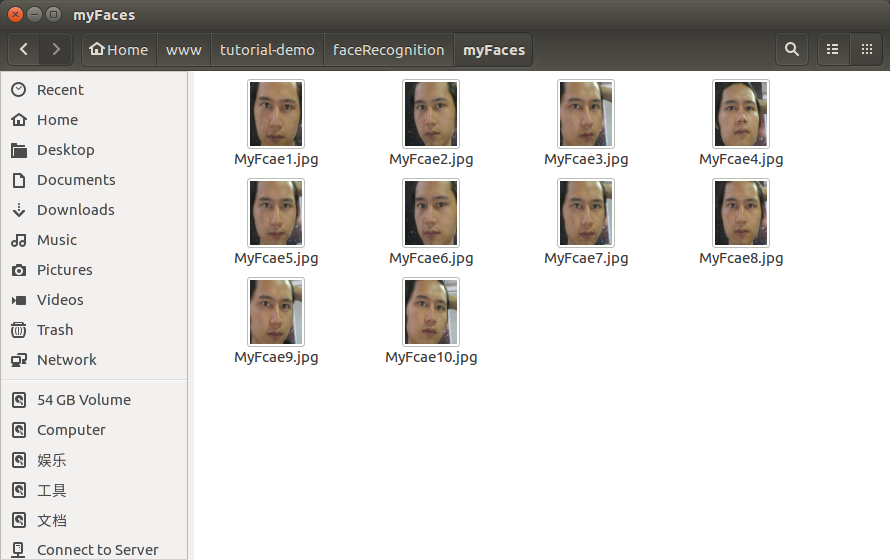 myFaces
Home www tutorial-demo faceRecognition myFaces
Recent
Home
Desktop
Documents
Downloads
Music
Pictures
Videos
Trash
Network
54 GB Volume
Computer
娱乐
工具
文档
Connect to Server
MyFcae1.jpg MyFcae2.jpg MyFcae3.jpg MyFcae4.jpg
MyFcae5.jpg MyFcae6.jpg MyFcae7.jpg MyFcae8.jpg
MyFcae9.jpg MyFcae10.jpg